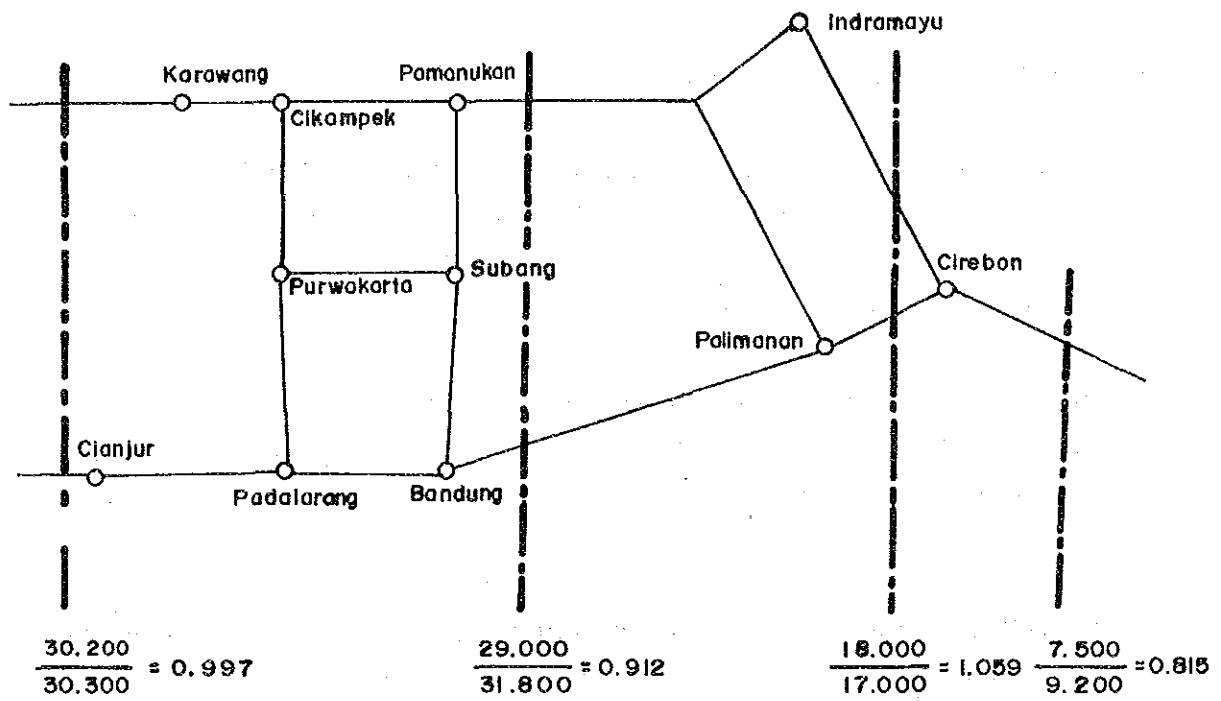 Indramayu
Karawang
Pamanukan
Cikampek
Purwakarta
Subang
Cirebon
Palimanan
Cianjur
Padalarang
Bandung
30.200
30.300
= 0.997
29.000
31.800
= 0.912
18.000
17.000
= 1.059
7.500
9.200
= 0.815